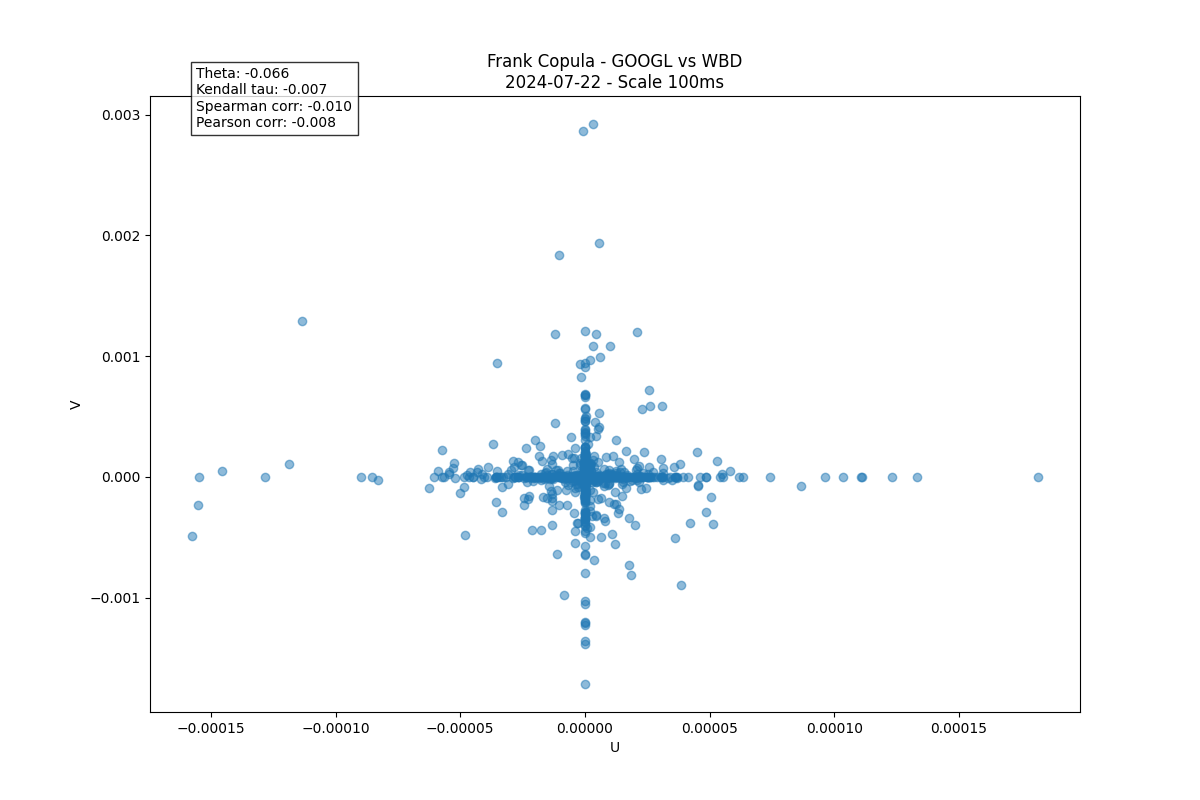 Frank Copula - GOOGL vs WBD
2024-07-22 - Scale 100ms
Theta: -0.066
Kendall tau: -0.007
Spearman corr: -0.010
Pearson corr: -0.008
0.003
0.002
0.001
0.000
−0.001
V
−0.00015
−0.00010
−0.00005
0.00000
0.00005
0.00010
0.00015
U